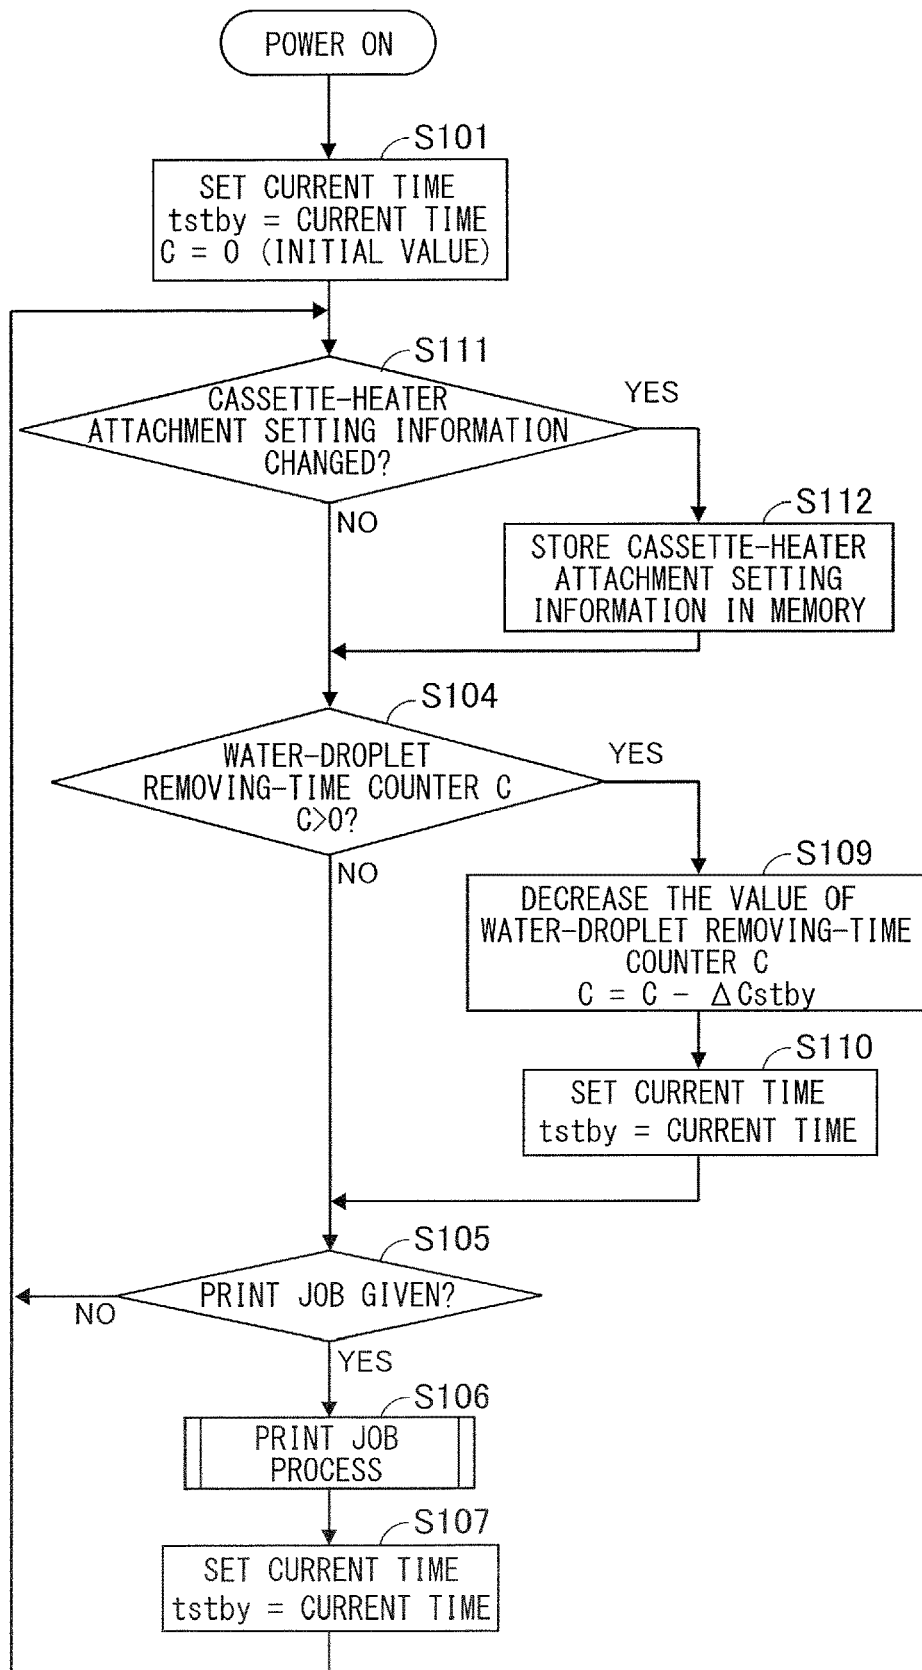 POWER ON
S101
SET CURRENT TIME
tstby = CURRENT TIME
C = 0 (INITIAL VALUE)
S111
CASSETTE-HEATER
ATTACHMENT SETTING INFORMATION
CHANGED?
YES
NO
S112
STORE CASSETTE-HEATER
ATTACHMENT SETTING
INFORMATION IN MEMORY
S104
WATER-DROPLET
REMOVING-TIME COUNTER C
C>0?
YES
NO
S109
DECREASE THE VALUE OF
WATER-DROPLET REMOVING-TIME
COUNTER C
C = C - ΔCstby
S110
SET CURRENT TIME
tstby = CURRENT TIME
S105
PRINT JOB GIVEN?
NO
YES
S106
PRINT JOB
PROCESS
S107
SET CURRENT TIME
tstby = CURRENT TIME